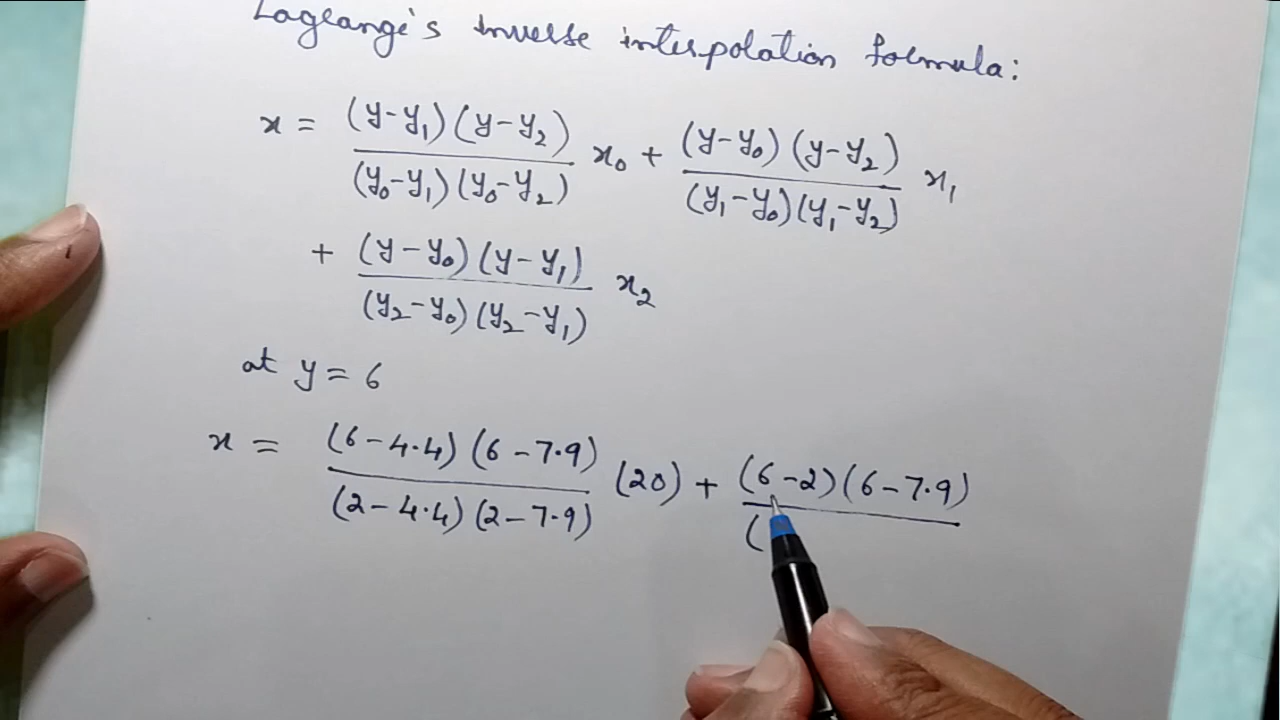 Lagrange's Inverse interpolation formula:
x = (y-y₁)(y-y₂) / (y₀-y₁)(y₀-y₂) x₀ + (y-y₀)(y-y₂) / (y₁-y₀)(y₁-y₂) x₁
+ (y-y₀)(y-y₁) / (y₂-y₀)(y₂-y₁) x₂
at y = 6
x = (6-4.4)(6-7.9) / (2-4.4)(2-7.9) (20) + (6-2)(6-7.9) / (